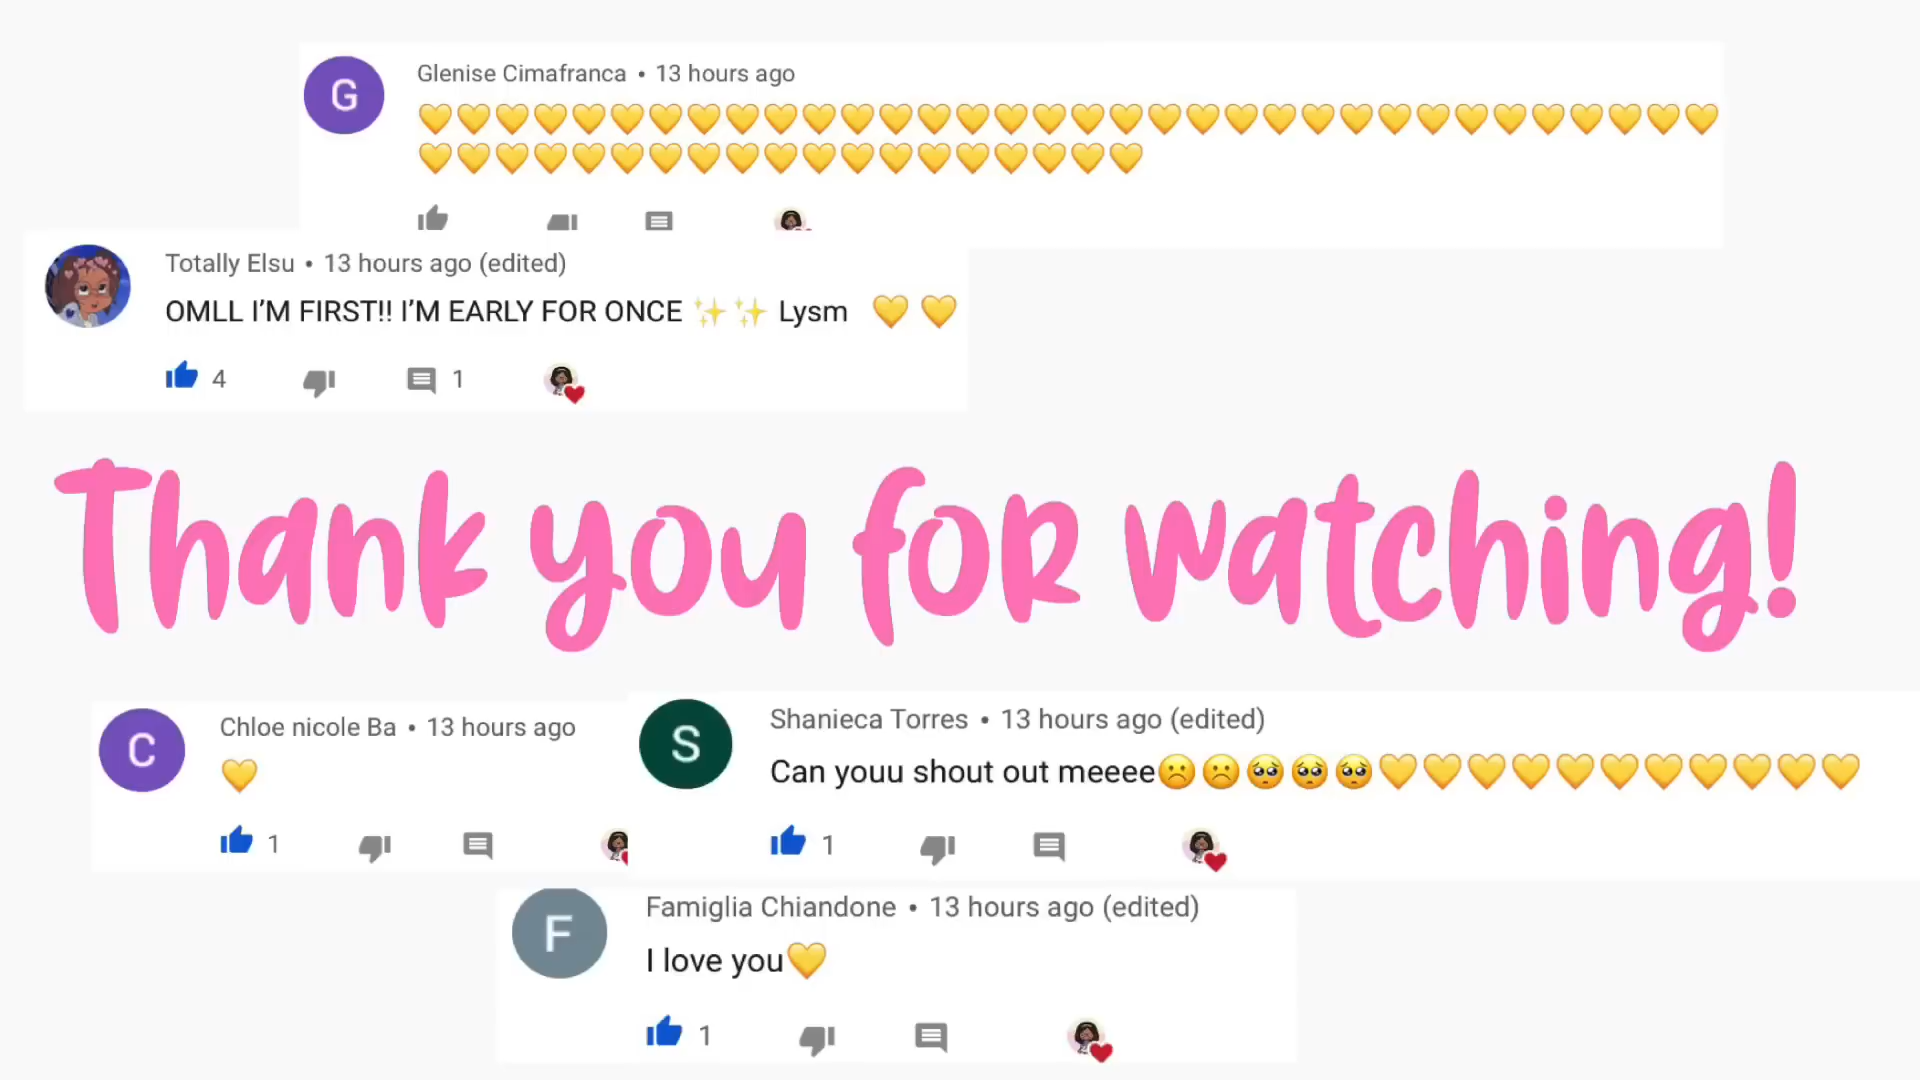 G
Glenise Cimafranca • 13 hours ago
💛💛💛💛💛💛💛💛💛💛💛💛💛💛💛💛💛💛💛💛💛💛💛💛💛💛💛💛💛💛💛💛💛💛
💛💛💛💛💛💛💛💛💛💛💛💛💛💛💛💛💛💛💛
Totally Elsu • 13 hours ago (edited)
OMLL I’M FIRST!! I’M EARLY FOR ONCE ✨✨ Lysm 💛💛
4 1
Thank you for watching!
C
Chloe nicole Ba • 13 hours ago
💛
1
S
Shanieca Torres • 13 hours ago (edited)
Can youu shout out meeee☹️☹️🥺🥺🥺💛💛💛💛💛💛💛💛💛💛💛
1
F
Famiglia Chiandone • 13 hours ago (edited)
I love you💛
1